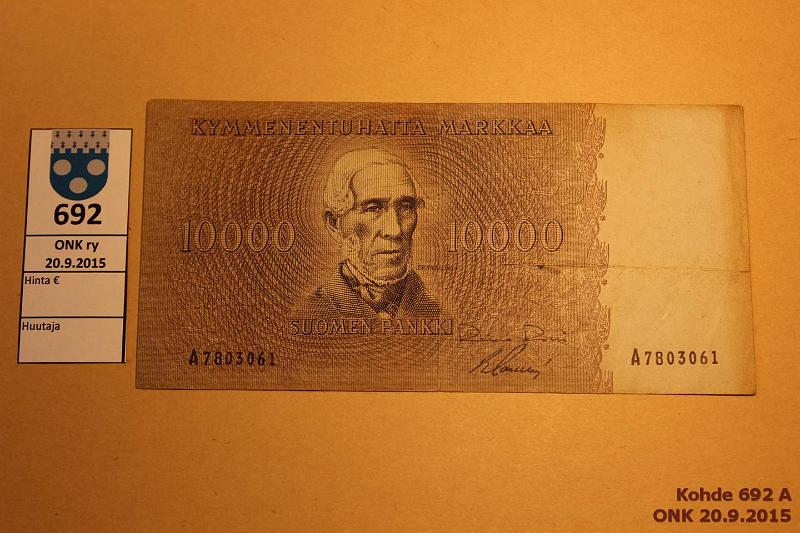 692
ONK ry
20.9.2015
Hinta €
Huutaja
KYMMENENTUHATTA MARKKAA
10000 10000
SUOMEN PANKKI
A7803061 A7803061
Kohde 692 A
ONK 20.9.2015